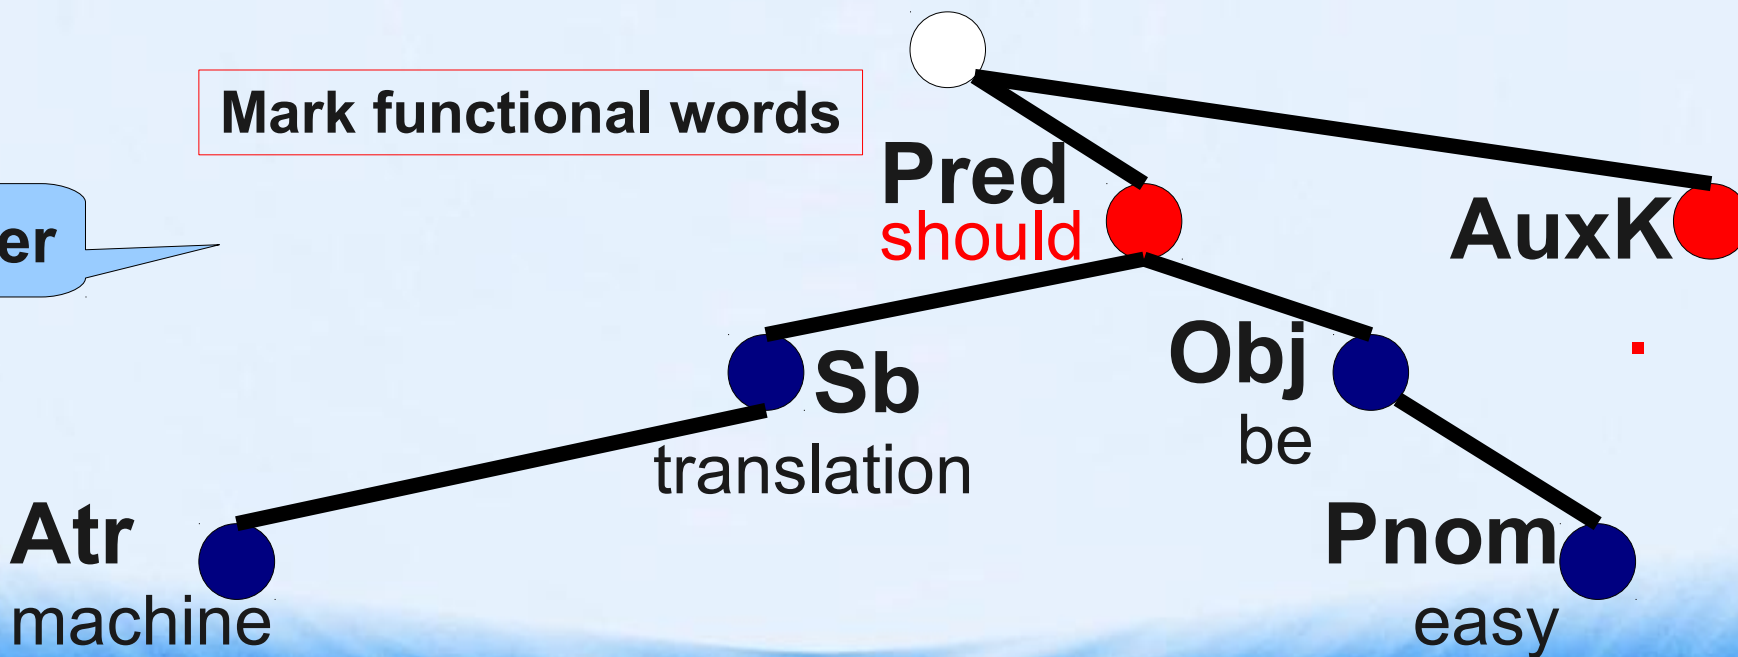 Mark functional words
Pred
should
AuxK
er
Sb
translation
Obj
be
.
Atr
machine
Pnom
easy